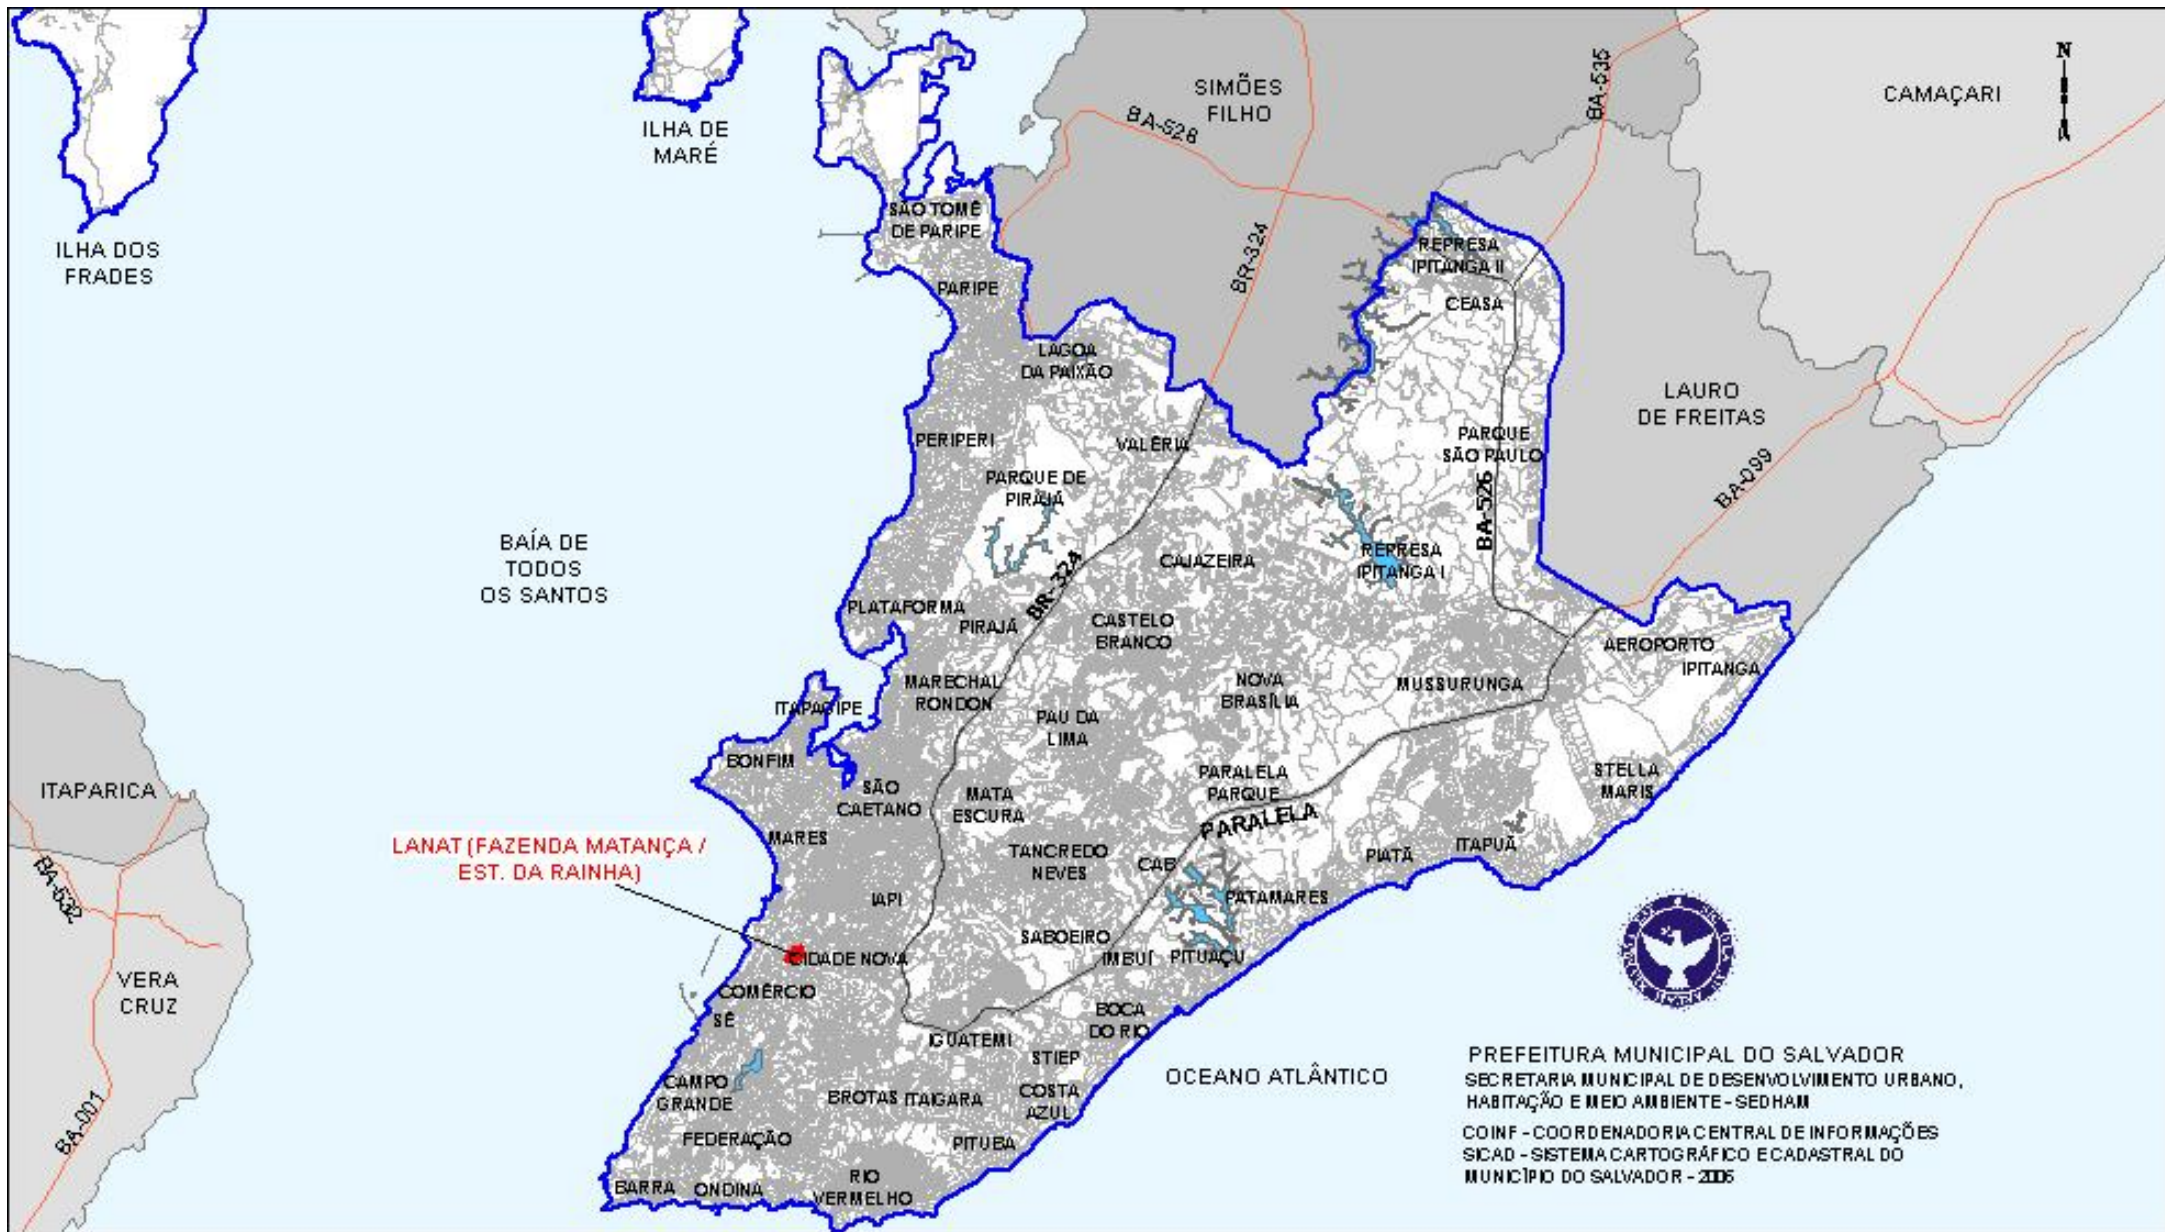 N
SIMÕES
FILHO
CAMAÇARI
BA-535
BA-526
ILHA DE
MARÉ
ILHA DOS
FRADES
SÃO TOMÉ
DE PARIPE
BR-324
REPRESA
IPITANGA II
CEASA
PARIPE
LAGOA
DA PAIXÃO
LAURO
DE FREITAS
PERIPERI
VALÉRIA
PARQUE
SÃO PAULO
BA-099
PARQUE DE
PIRAJÁ
BA-526
BAÍA DE
TODOS
OS SANTOS
CAJAZEIRA
REPRESA
IPITANGA I
BR-324
PLATAFORMA
PIRAJÁ
CASTELO
BRANCO
AEROPORTO
IPITANGA
MARECHAL
RONDON
NOVA
BRASÍLIA
MUSSURUNGA
ITAPAGIPE
PAU DA
LIMA
BONFIM
PARALELA
PARQUE
STELLA
MARIS
ITAPARICA
SÃO
CAETANO
MATA
ESCURA
PARALELA
MARES
LANAT (FAZENDA MATANÇA /
EST. DA RAINHA)
TANCREDO
NEVES
CAB
PIATÃ
ITAPUÃ
BA-532
IAPI
PATAMARES
SABOEIRO
IMBUÍ
PITUAÇU
CIDADE NOVA
VERA
CRUZ
COMÉRCIO
SÉ
BOCA
DO RIO
IGUATEMI
STIEP
OCEANO ATLÂNTICO
CAMPO
GRANDE
BROTAS
ITAIGARA
COSTA
AZUL
BA-001
FEDERAÇÃO
PITUBA
BARRA
ONDINA
RIO
VERMELHO
PREFEITURA MUNICIPAL DO SALVADOR
SECRETARIA MUNICIPAL DE DESENVOLVIMENTO URBANO,
HABITAÇÃO E MEIO AMBIENTE - SEDHAM
COINF - COORDENADORIA CENTRAL DE INFORMAÇÕES
SICAD - SISTEMA CARTOGRÁFICO E CADASTRAL DO
MUNICÍPIO DO SALVADOR - 2006